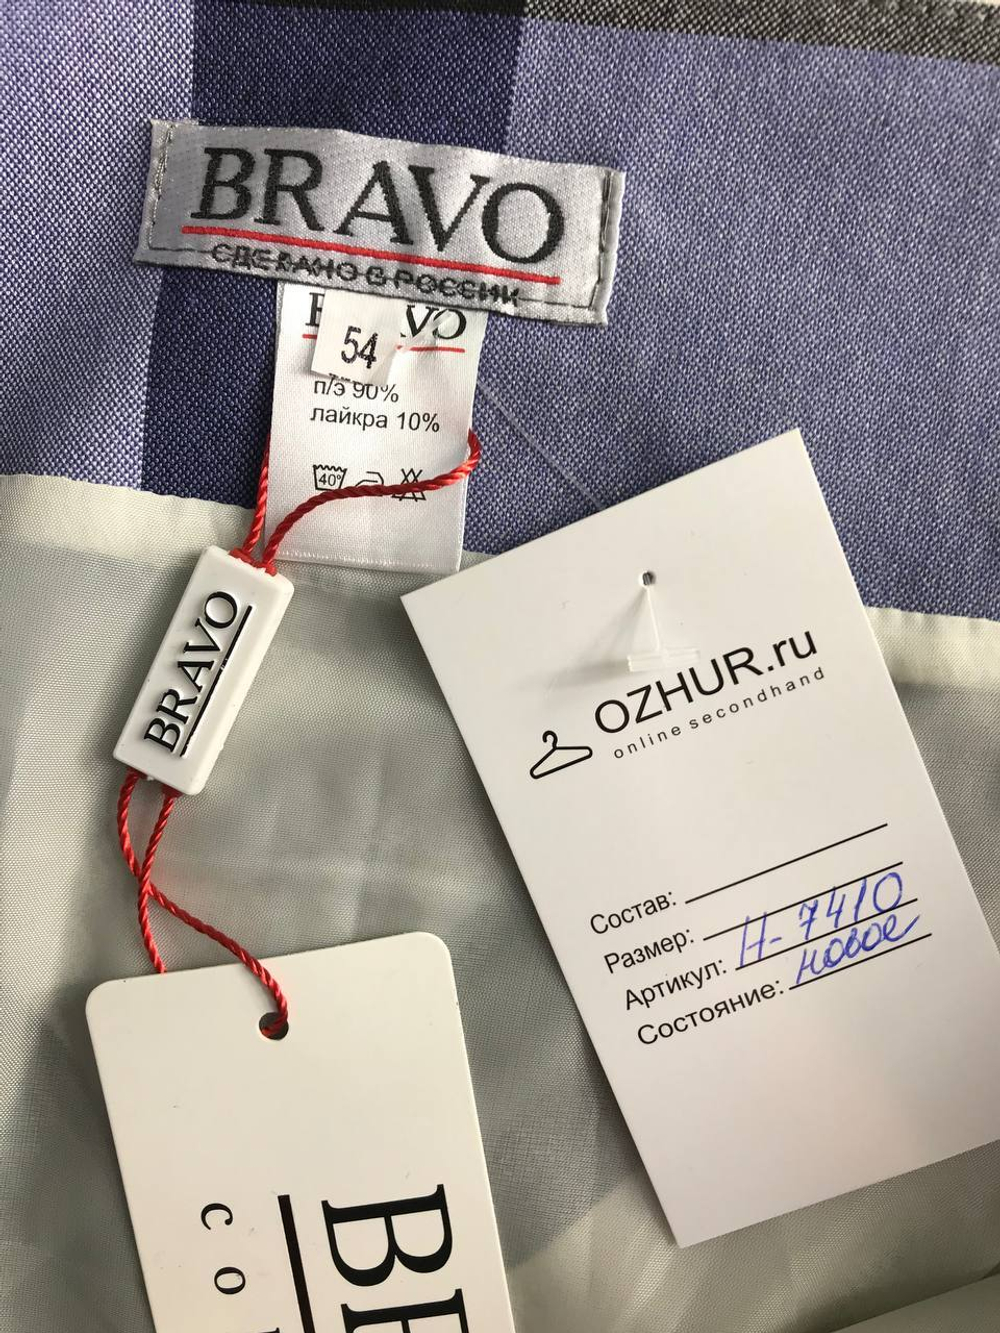 BRAVO
СДЕЛАНО В РОССИИ
54
п/э 90%
лайкра 10%
40°
BRAVO
OZHUR.ru
online secondhand
Состав:
Размер:
Артикул: Н-7410
Состояние: новое